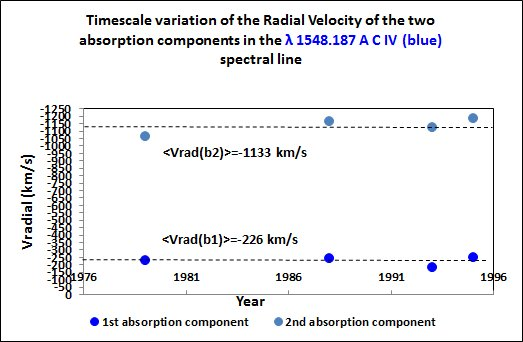 Timescale variation of the Radial Velocity of the two
absorption components in the λ 1548.187 A C IV (blue)
spectral line
-1250
-1200
-1150
-1100
-1050
-1000
-950
-900
-850
-800
-750
-700
-650
-600
-550
-500
-450
-400
-350
-300
-250
-200
-150
-100
-50
0
Vradial (km/s)
<Vrad(b2)>=-1133 km/s
<Vrad(b1)>=-226 km/s
1976 1981 1986 1991 1996
Year
1st absorption component 2nd absorption component